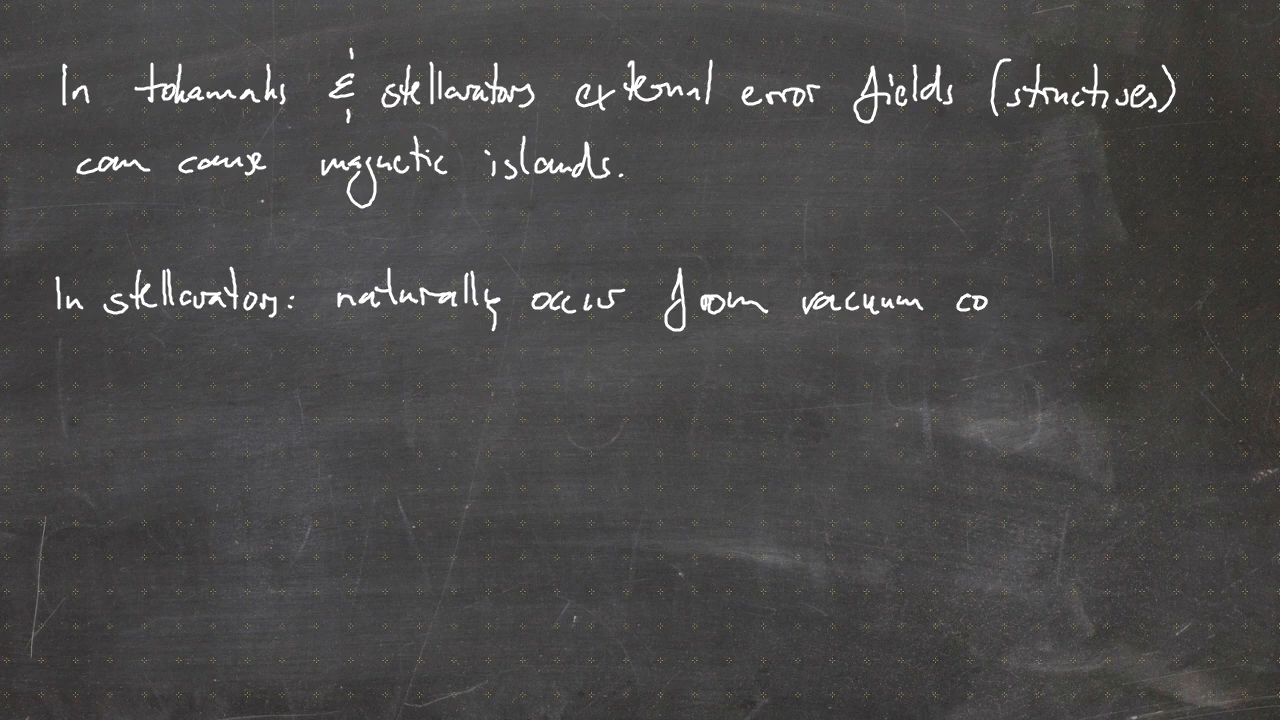 In tokamaks & stellarators external error fields (structures)
can cause magnetic islands.
In stellarators: naturally occur from vacuum co